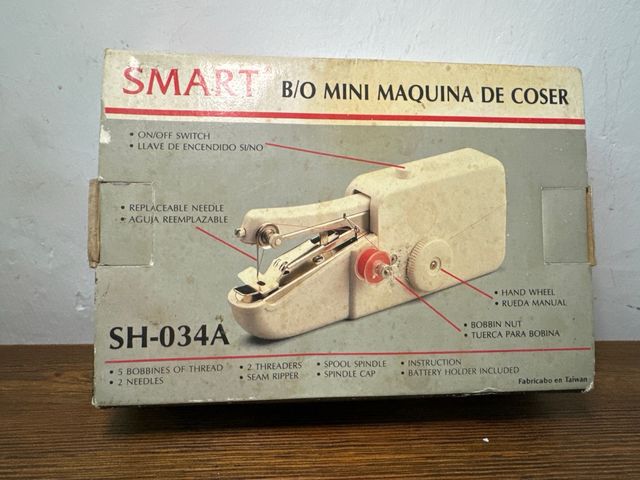 SMART B/O MINI MAQUINA DE COSER
• ON/OFF SWITCH
• LLAVE DE ENCENDIDO SI/NO
• REPLACEABLE NEEDLE
• AGUJA REEMPLAZABLE
• HAND WHEEL
• RUEDA MANUAL
• BOBBIN NUT
• TUERCA PARA BOBINA
SH-034A
• 5 BOBBINES OF THREAD • 2 THREADERS • SPOOL SPINDLE • INSTRUCTION
• 2 NEEDLES • SEAM RIPPER • SPINDLE CAP • BATTERY HOLDER INCLUDED
Fabricabo en Taiwan